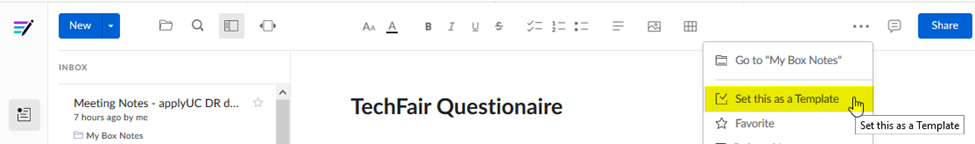 New
AA A B I U S
Share
INBOX
Go to "My Box Notes"
Meeting Notes - applyUC DR d...
7 hours ago by me
My Box Notes
TechFair Questionaire
Set this as a Template
Favorite
Set this as a Template